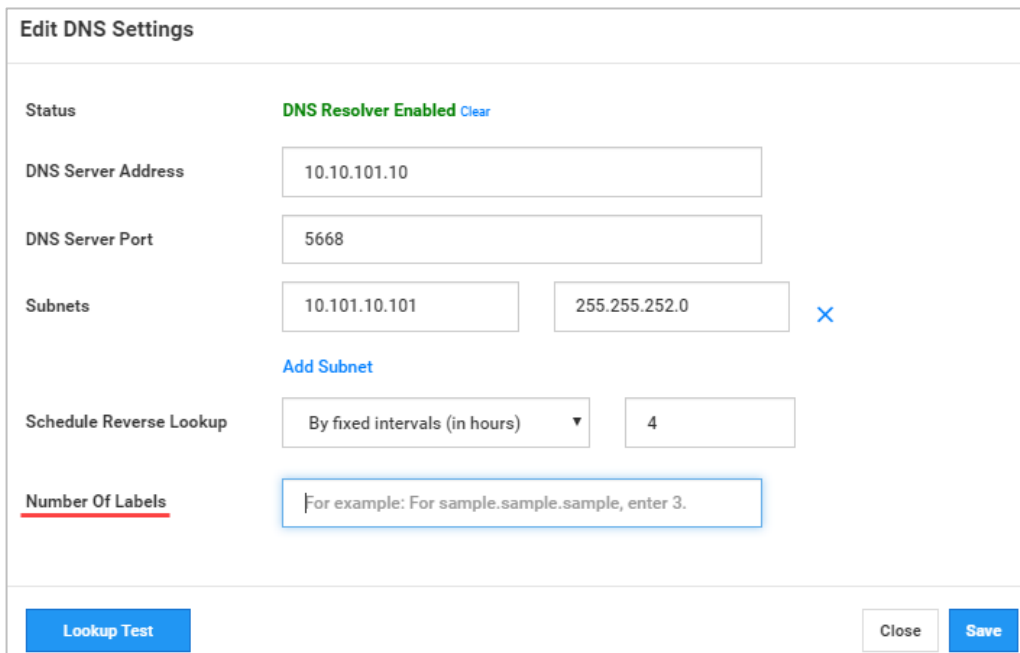 Edit DNS Settings
Status DNS Resolver Enabled Clear
DNS Server Address 10.10.101.10
DNS Server Port 5668
Subnets 10.101.10.101 255.255.252.0
Add Subnet
Schedule Reverse Lookup By fixed intervals (in hours) 4
Number Of Labels For example: For sample.sample.sample, enter 3.
Lookup Test Close Save